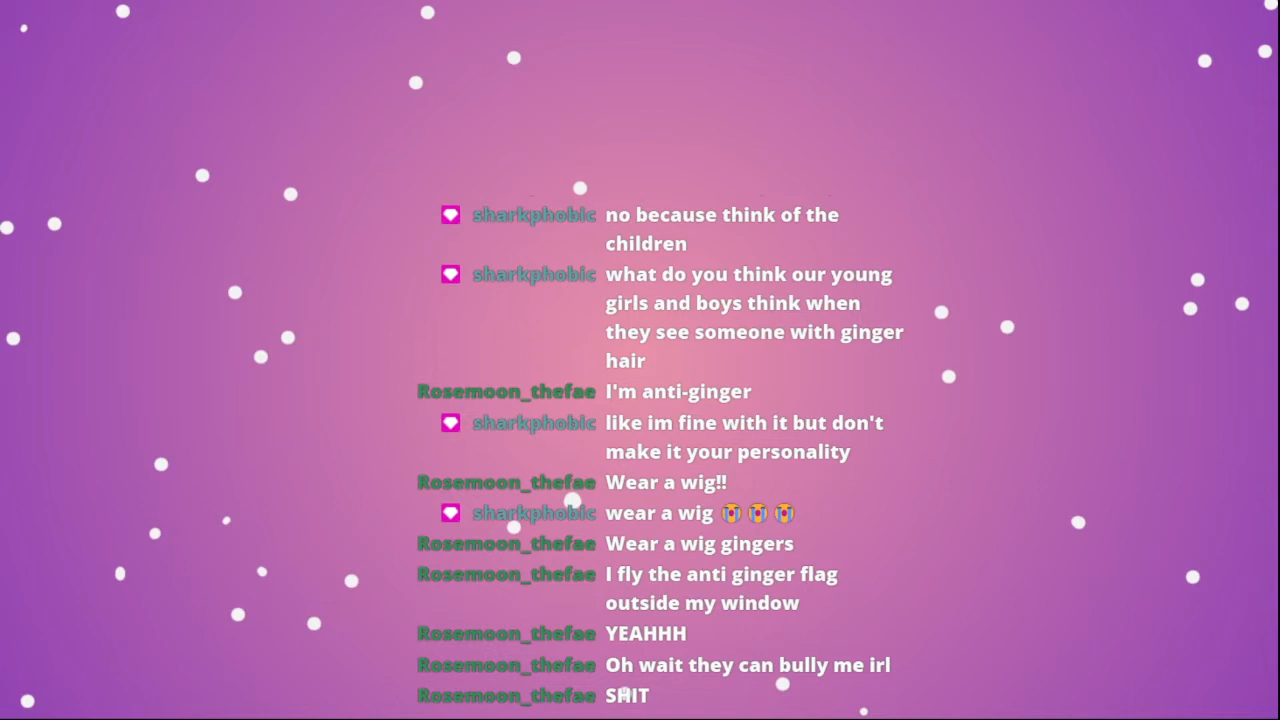 sharkphobic no because think of the
children
sharkphobic what do you think our young
girls and boys think when
they see someone with ginger
hair
Rosemoon_thefae I'm anti-ginger
sharkphobic like im fine with it but don't
make it your personality
Rosemoon_thefae Wear a wig!!
sharkphobic wear a wig 😭😭😭
Rosemoon_thefae Wear a wig gingers
Rosemoon_thefae I fly the anti ginger flag
outside my window
Rosemoon_thefae YEAHHH
Rosemoon_thefae Oh wait they can bully me irl
Rosemoon_thefae SHIT